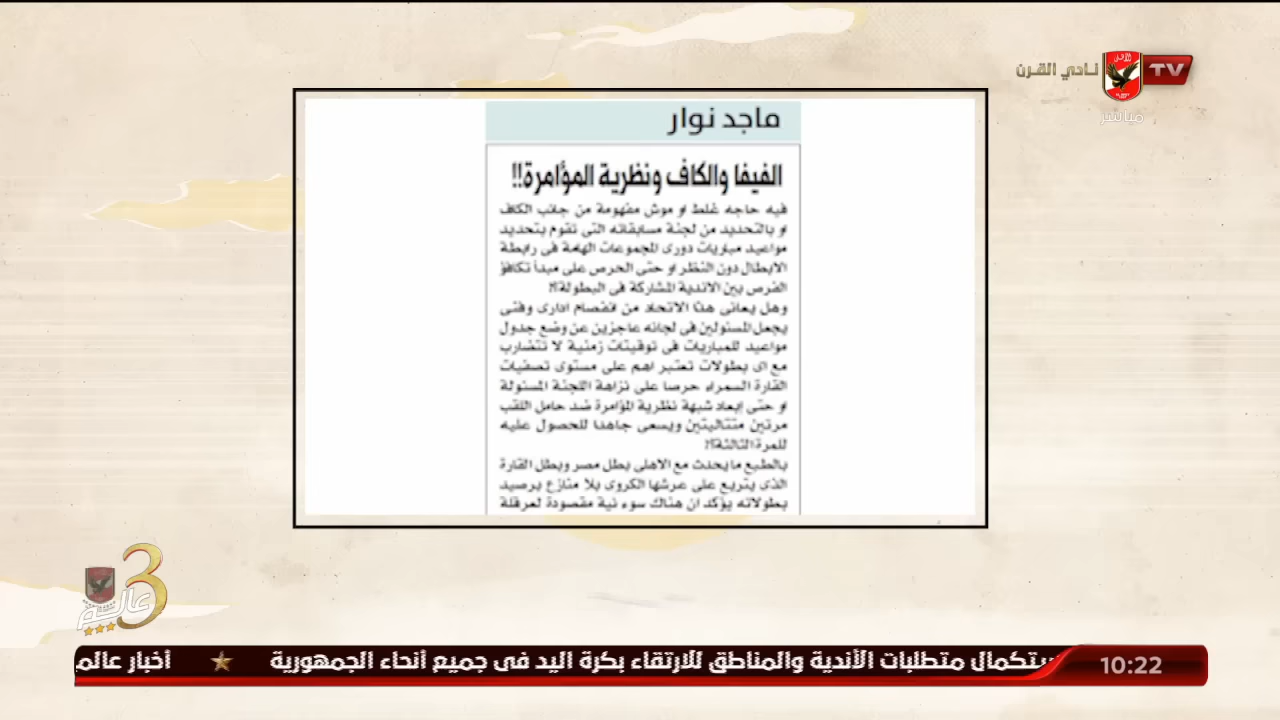 نادي القرن
TV
مباشر
ماجد نوار
الفيفا والكاف ونظرية المؤامرة!!
فيه حاجه غلط او موش مفهومة من جانب الكاف
او بالتحديد من لجنة مسابقاته التى تقوم بتحديد
مواعيد مباريات دورى المجموعات الهامة فى رابطة
الابطال دون النظر او حتى الحرص على مبدأ تكافؤ
الفرص بين الاندية المشاركة فى البطولة؟!
وهل يعانى هذا الاتحاد من انفصام ادارى وفنى
يجعل المسئولين فى لجانه عاجزين عن وضع جدول
مواعيد للمباريات فى توقيتات زمنية لا تتضارب
مع اى بطولات تعتبر اهم على مستوى تصفيات
القارة السمراء حرصا على نزاهة اللجنة المسئولة
او حتى إبعاد شبهة نظرية المؤامرة ضد حامل اللقب
مرتين متتاليتين ويسعى جاهدا للحصول عليه
للمرة الثالثة؟!
بالطبع مايحدث مع الاهلى بطل مصر وبطل القارة
الذى يتربع على عرشها الكروى بلا منازع برصيد
بطولاته يؤكد ان هناك سوء نية مقصودة لعرقلة
3
عالمية
ستكمال متطلبات الأندية والمناطق للارتقاء بكرة اليد فى جميع أنحاء الجمهورية ★ أخبار عالم
10:22